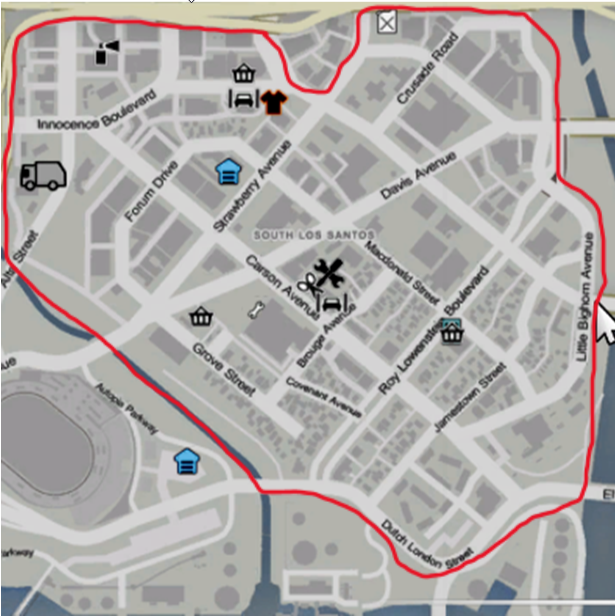 Crusade Road
Innocence Boulevard
Davis Avenue
Forum Drive
Strawberry Avenue
SOUTH LOS SANTOS
Macdonald Street
Street
Carson Avenue
Little Bighorn Avenue
Roy Lowenstein Boulevard
Brouge Avenue
Grove Street
ue
Covenant Avenue
Jamestown Street
Autopia Parkway
El
Dutch London Street
arkway